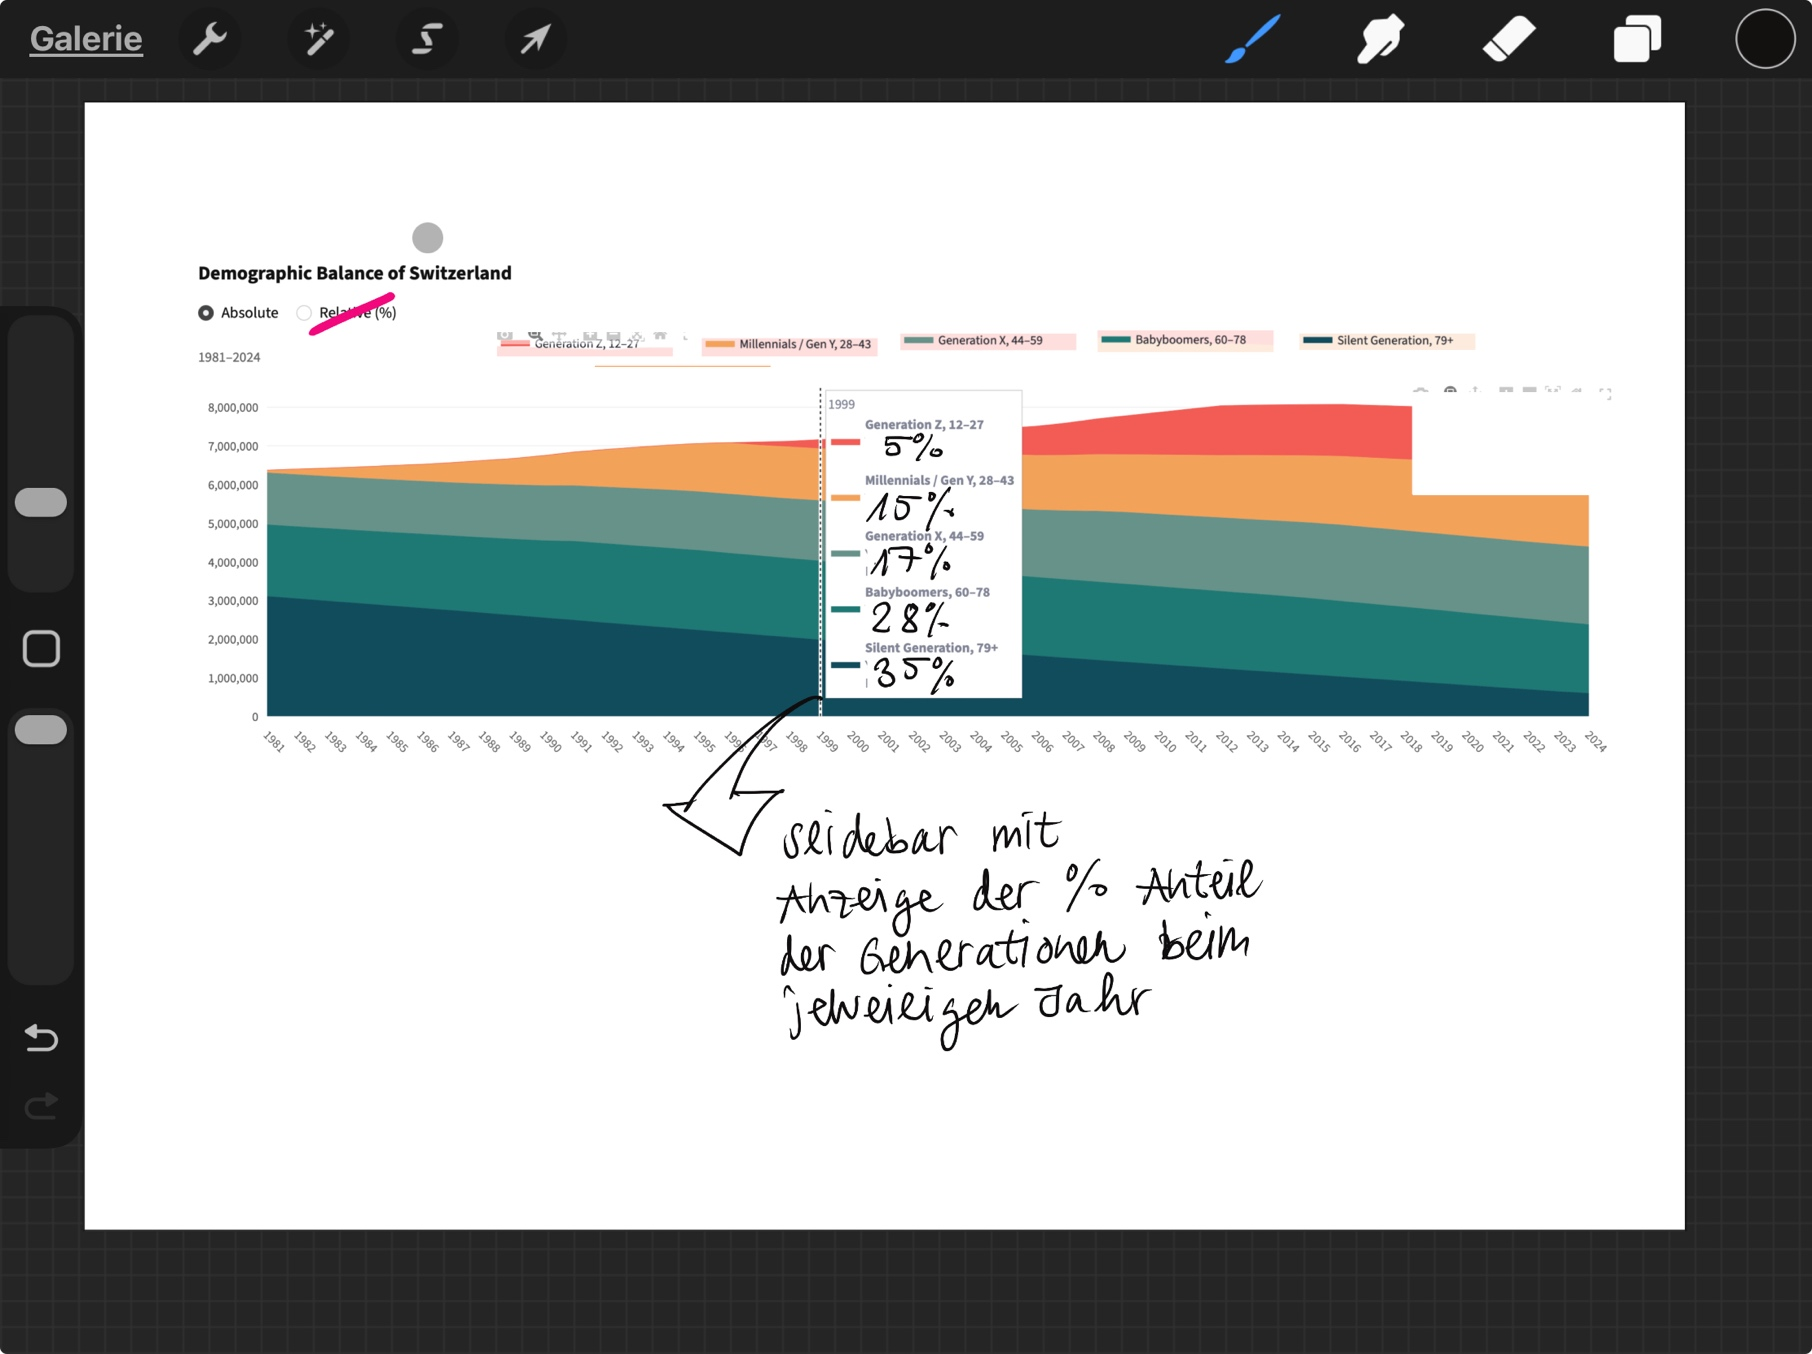 Galerie
Demographic Balance of Switzerland
Absolute Relative (%)
Generation Z, 12–27 Millennials / Gen Y, 28–43 Generation X, 44–59 Babyboomers, 60–78 Silent Generation, 79+
1981–2024
8,000,000
7,000,000
6,000,000
5,000,000
4,000,000
3,000,000
2,000,000
1,000,000
0
1999
Generation Z, 12–27
5%
Millennials / Gen Y, 28–43
15%
Generation X, 44–59
17%
Babyboomers, 60–78
28%
Silent Generation, 79+
35%
1981 1982 1983 1984 1985 1986 1987 1988 1989 1990 1991 1992 1993 1994 1995 1996 1997 1998 1999 2000 2001 2002 2003 2004 2005 2006 2007 2008 2009 2010 2011 2012 2013 2014 2015 2016 2017 2018 2019 2020 2021 2022 2023 2024
sleidebar mit
Anzeige der % Anteil
der Generationen beim
jeweiligen Jahr